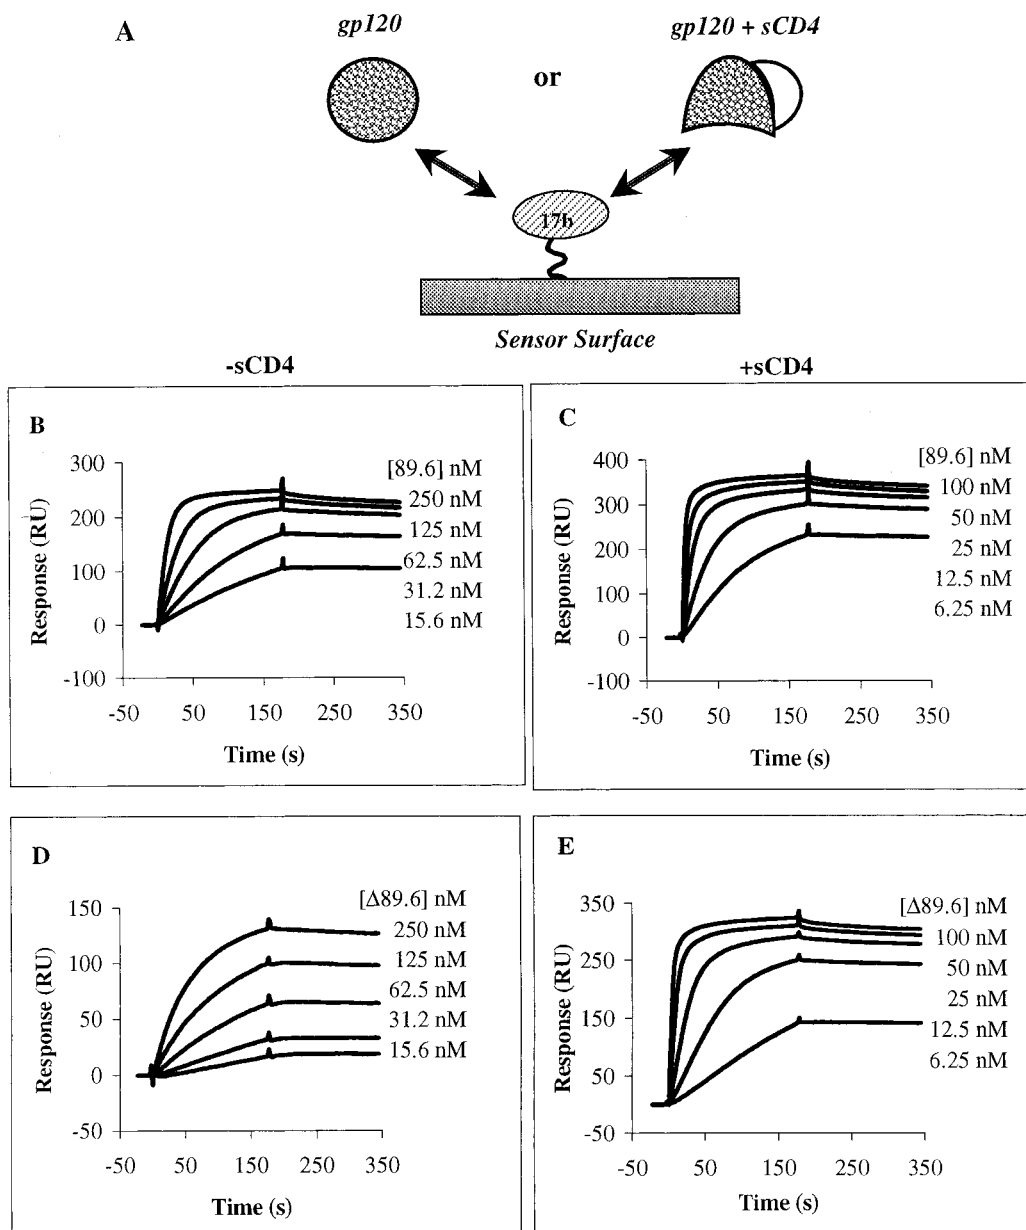 A
gp120
or
gp120 + sCD4
17b
Sensor Surface
-sCD4
+sCD4
B
Response (RU)
300
200
100
0
-100
-50 50 150 250 350
Time (s)
[89.6] nM
250 nM
125 nM
62.5 nM
31.2 nM
15.6 nM
C
Response (RU)
400
300
200
100
0
-100
-50 50 150 250 350
Time (s)
[89.6] nM
100 nM
50 nM
25 nM
12.5 nM
6.25 nM
D
Response (RU)
150
100
50
0
-50
-50 50 150 250 350
Time (s)
[Δ89.6] nM
250 nM
125 nM
62.5 nM
31.2 nM
15.6 nM
E
Response (RU)
350
250
150
50
-50
-50 50 150 250 350
Time (s)
[Δ89.6] nM
100 nM
50 nM
25 nM
12.5 nM
6.25 nM